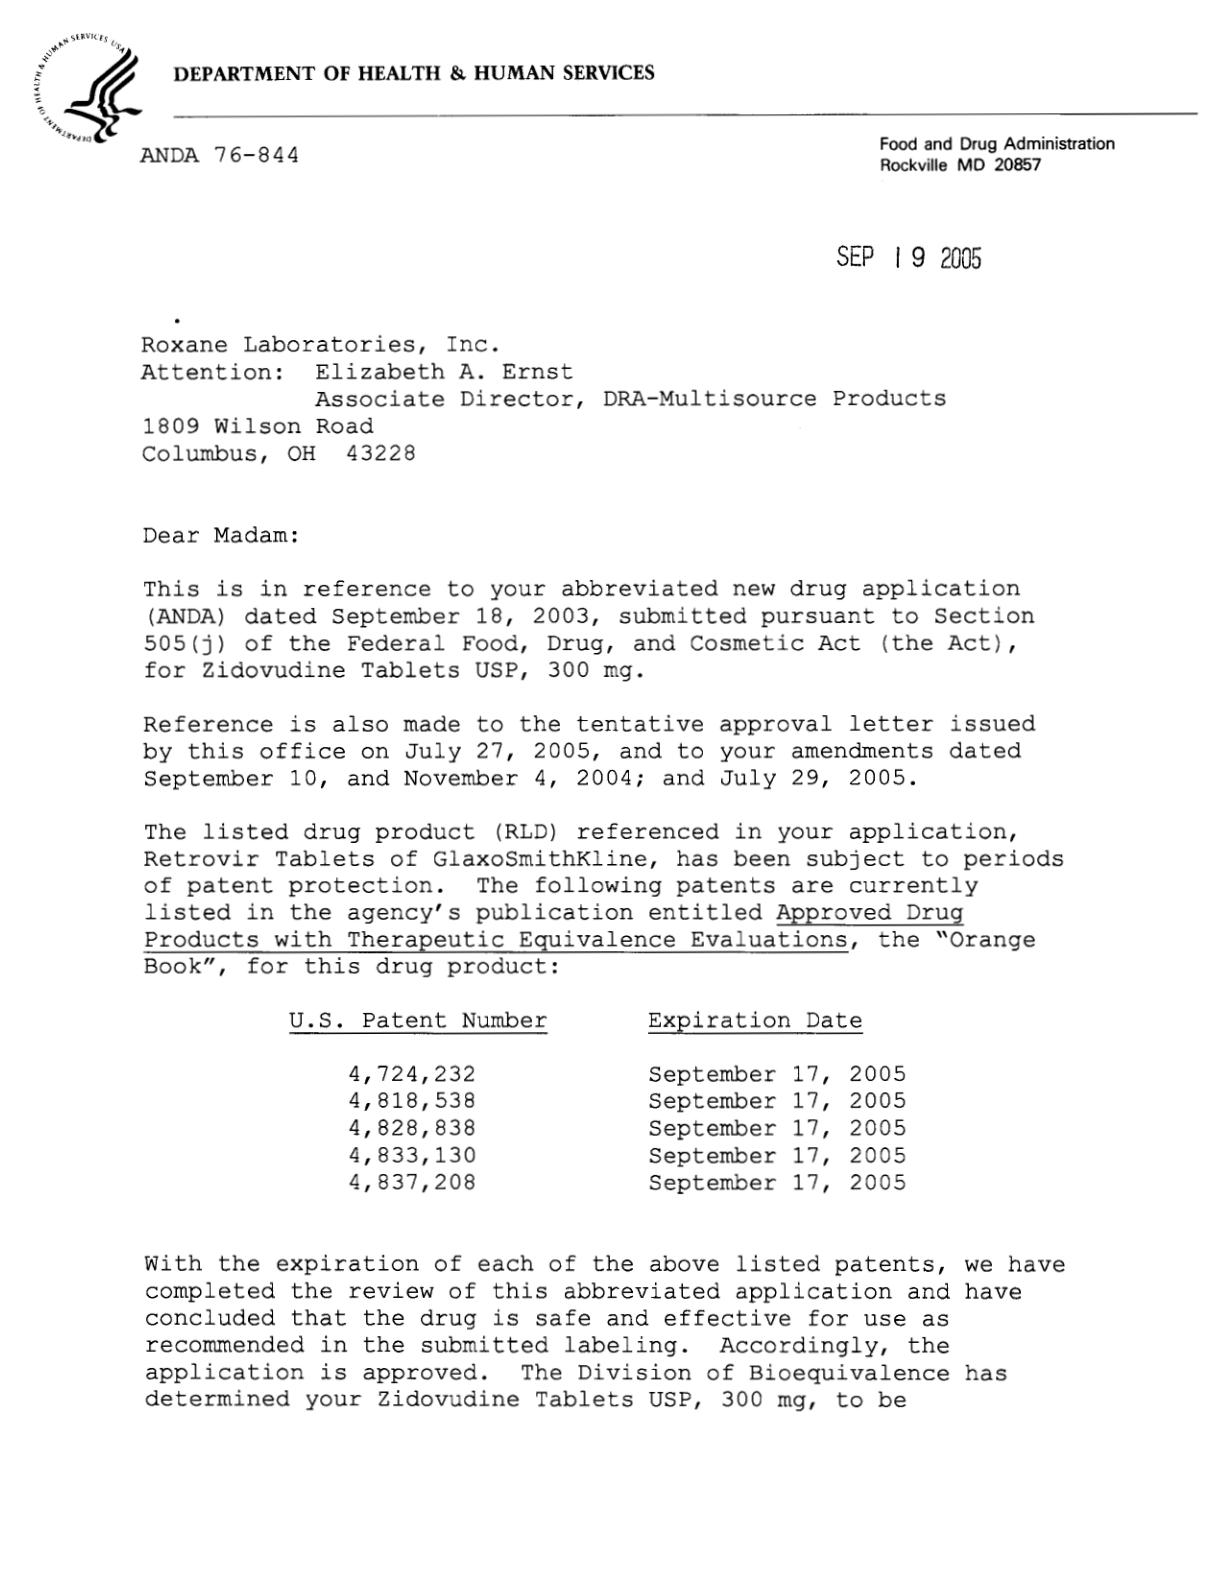 DEPARTMENT OF HEALTH & HUMAN SERVICES USA
DEPARTMENT OF HEALTH & HUMAN SERVICES
ANDA 76-844
Food and Drug Administration
Rockville MD 20857
SEP 19 2005
Roxane Laboratories, Inc.
Attention: Elizabeth A. Ernst
Associate Director, DRA-Multisource Products
1809 Wilson Road
Columbus, OH 43228
Dear Madam:
This is in reference to your abbreviated new drug application
(ANDA) dated September 18, 2003, submitted pursuant to Section
505(j) of the Federal Food, Drug, and Cosmetic Act (the Act),
for Zidovudine Tablets USP, 300 mg.
Reference is also made to the tentative approval letter issued
by this office on July 27, 2005, and to your amendments dated
September 10, and November 4, 2004; and July 29, 2005.
The listed drug product (RLD) referenced in your application,
Retrovir Tablets of GlaxoSmithKline, has been subject to periods
of patent protection. The following patents are currently
listed in the agency's publication entitled Approved Drug
Products with Therapeutic Equivalence Evaluations, the "Orange
Book", for this drug product:
U.S. Patent Number Expiration Date
4,724,232 September 17, 2005
4,818,538 September 17, 2005
4,828,838 September 17, 2005
4,833,130 September 17, 2005
4,837,208 September 17, 2005
With the expiration of each of the above listed patents, we have
completed the review of this abbreviated application and have
concluded that the drug is safe and effective for use as
recommended in the submitted labeling. Accordingly, the
application is approved. The Division of Bioequivalence has
determined your Zidovudine Tablets USP, 300 mg, to be